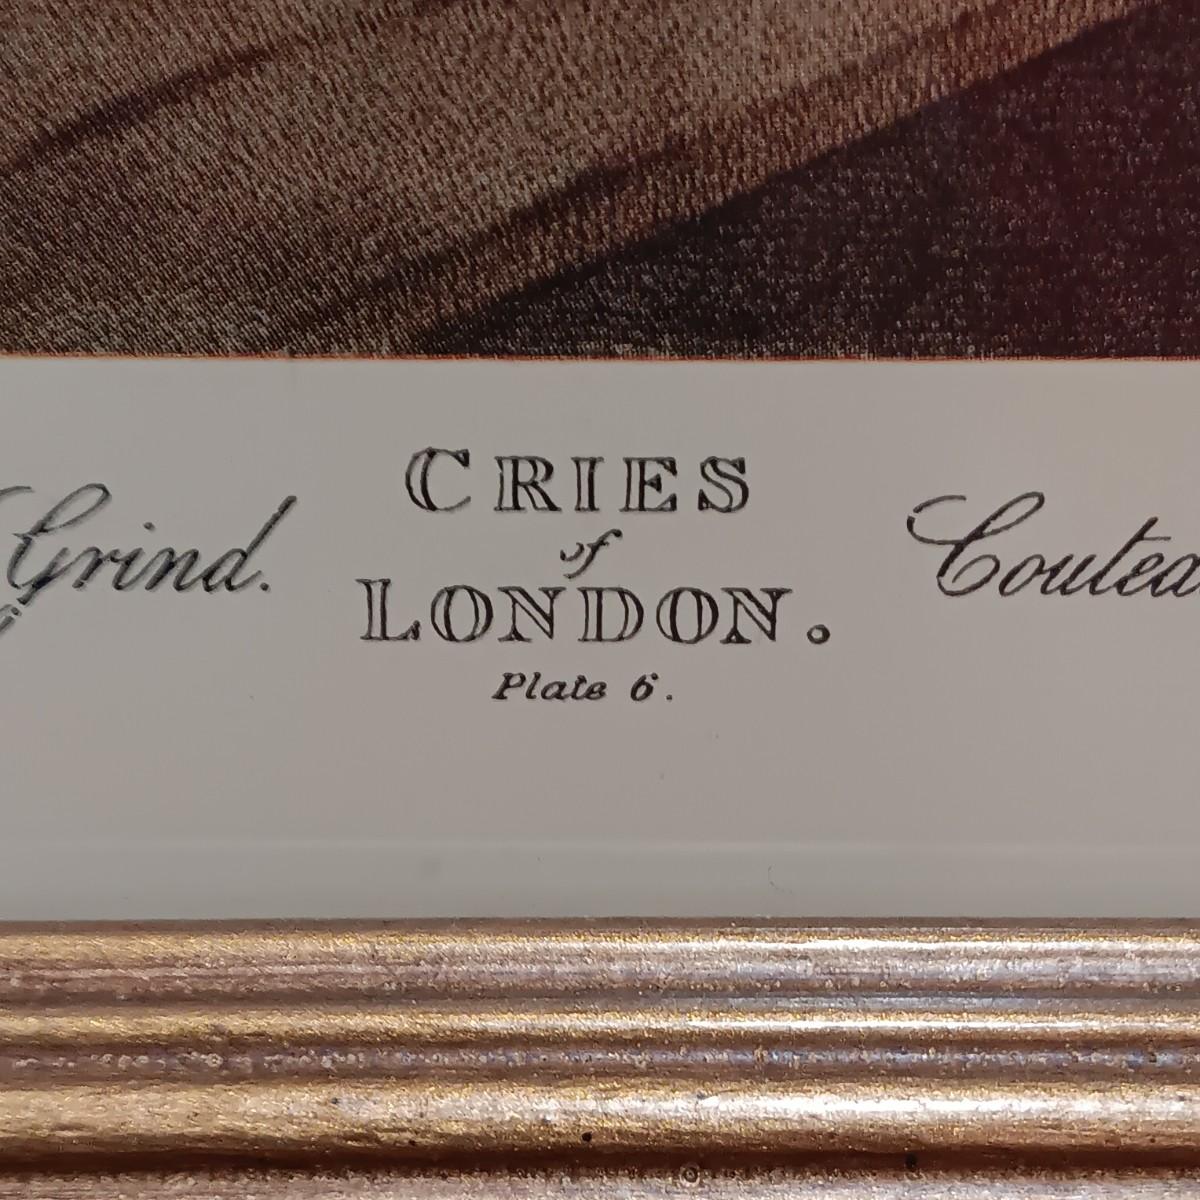 CRIES
of
Grind. LONDON. Coutea
Plate 6.